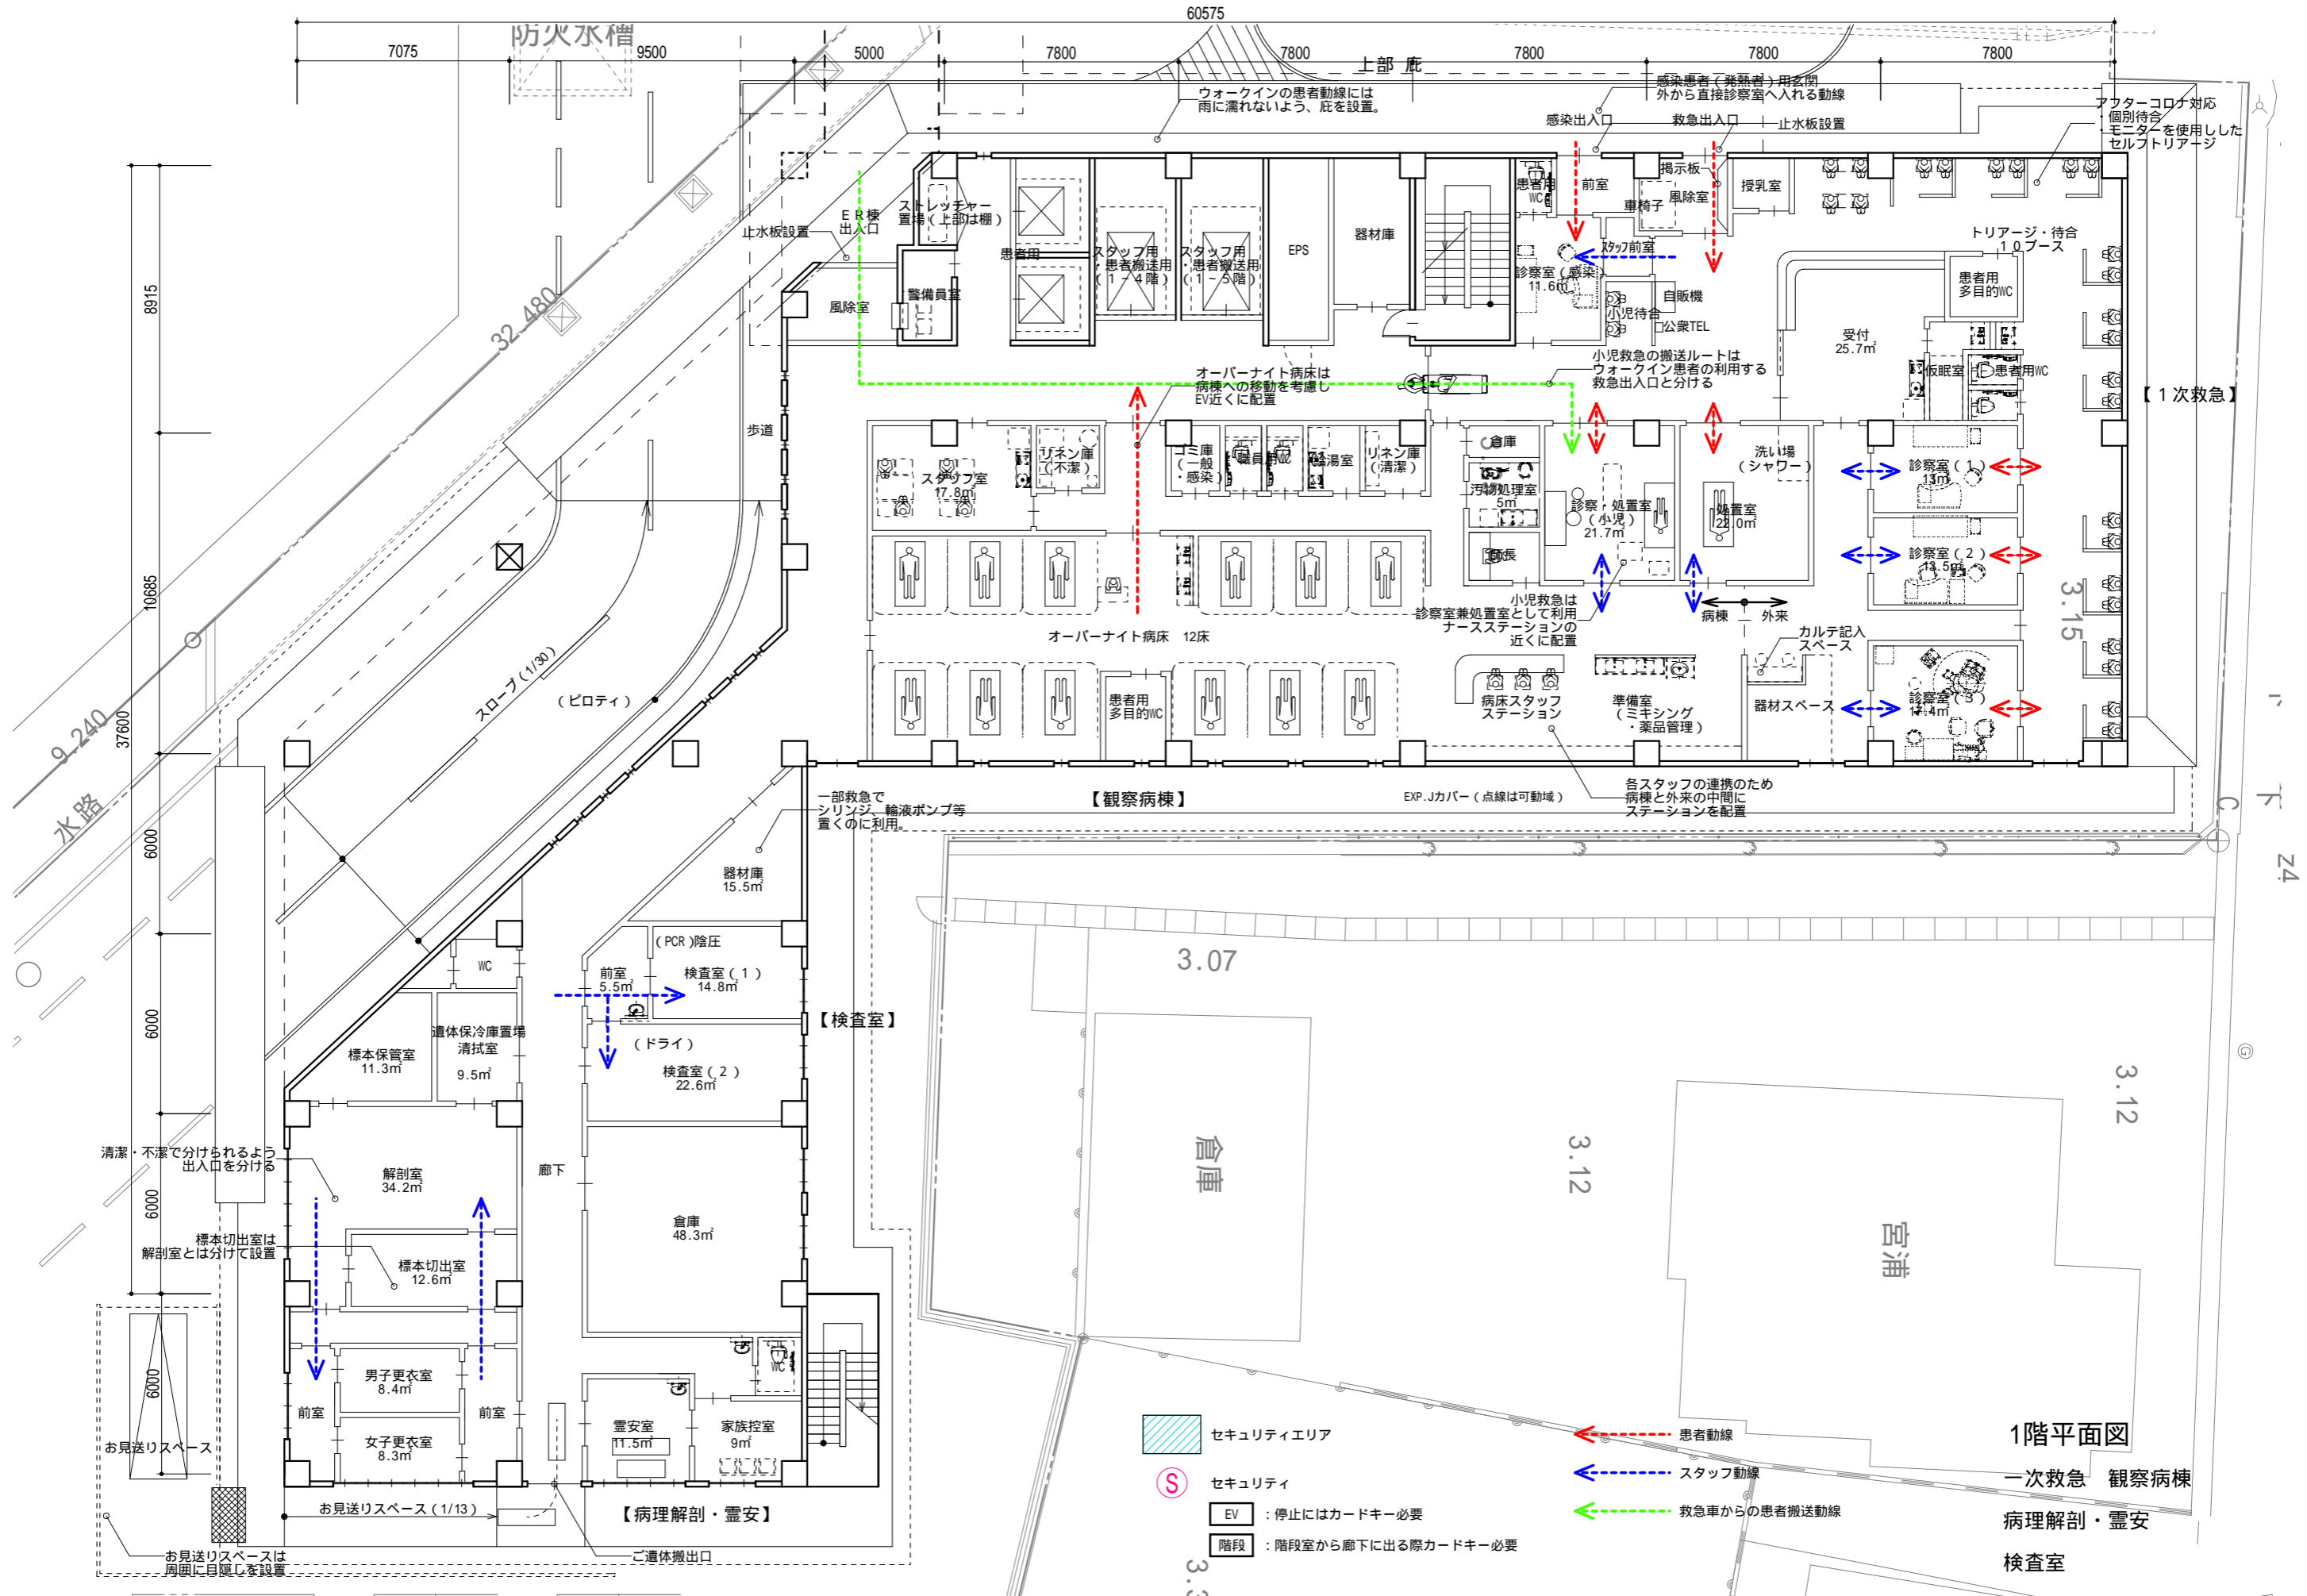 防火水槽
60575
7075
9500
5000
7800
7800
7800
7800
7800
上部 庇
ウォークインの患者動線には
雨に濡れないよう、庇を設置。
感染患者(発熱者)用玄関
外から直接診察室へ入れる動線
感染出入口
救急出入口
止水板設置
アフターコロナ対応
・個別待合
・モニターを使用しした
セルフトリアージ
37600
8915
10685
6000
6000
6000
6000
32.480
9.240
水路
歩道
止水板設置
ER棟
出入口
風除室
ストレッチャー
置場(上部は棚)
警備員室
患者用
スタッフ用
・患者搬送用
(1~4階)
スタッフ用
・患者搬送用
(1~5階)
EPS
器材庫
患者用
WC
前室
掲示板
風除室
車椅子
授乳室
スタッフ前室
診察室(感染)
11.6㎡
小児待合
自販機
公衆TEL
トリアージ・待合
10ブース
患者用
多目的WC
受付
25.7㎡
仮眠室
患者用WC
【1次救急】
オーバーナイト病床は
病棟への移動を考慮し
EV近くに配置
小児救急の搬送ルートは
ウォークイン患者の利用する
救急出入口と分ける
スタッフ室
17.8㎡
リネン庫
(不潔)
ゴミ庫
(一般
・感染)
職員用WC
給湯室
リネン庫
(清潔)
倉庫
汚物処理室
5㎡
師長
診察・処置室
(小児)
21.7㎡
処置室
22.0㎡
洗い場
(シャワー)
診察室(1)
13㎡
診察室(2)
13.5㎡
診察室(3)
17.4㎡
3.15
小児救急は
診察室兼処置室として利用
ナースステーションの
近くに配置
病棟
外来
カルテ記入
スペース
器材スペース
オーバーナイト病床 12床
患者用
多目的WC
病床スタッフ
ステーション
準備室
(ミキシング
・薬品管理)
スロープ(1/30)
(ピロティ)
【観察病棟】
EXP.Jカバー(点線は可動域)
各スタッフの連携のため
病棟と外来の中間に
ステーションを配置
一部救急で
シリンジ、輸液ポンプ等
置くのに利用。
器材庫
15.5㎡
(PCR)陰圧
前室
5.5㎡
検査室(1)
14.8㎡
(ドライ)
検査室(2)
22.6㎡
【検査室】
WC
標本保管室
11.3㎡
遺体保冷庫置場
清拭室
9.5㎡
清潔・不潔で分けられるよう
出入口を分ける
解剖室
34.2㎡
廊下
倉庫
48.3㎡
標本切出室は
解剖室とは分けて設置
標本切出室
12.6㎡
男子更衣室
8.4㎡
女子更衣室
8.3㎡
前室
前室
WC
霊安室
11.5㎡
家族控室
9㎡
お見送りスペース
お見送りスペース(1/13)
お見送りスペースは
周囲に目隠しを設置
ご遺体搬出口
【病理解剖・霊安】
3.07
3.12
3.12
倉庫
宮浦
下
C
Z4
G
セキュリティエリア
S
セキュリティ
EV
:停止にはカードキー必要
階段
:階段室から廊下に出る際カードキー必要
患者動線
スタッフ動線
救急車からの患者搬送動線
1階平面図
一次救急 観察病棟
病理解剖・霊安
検査室